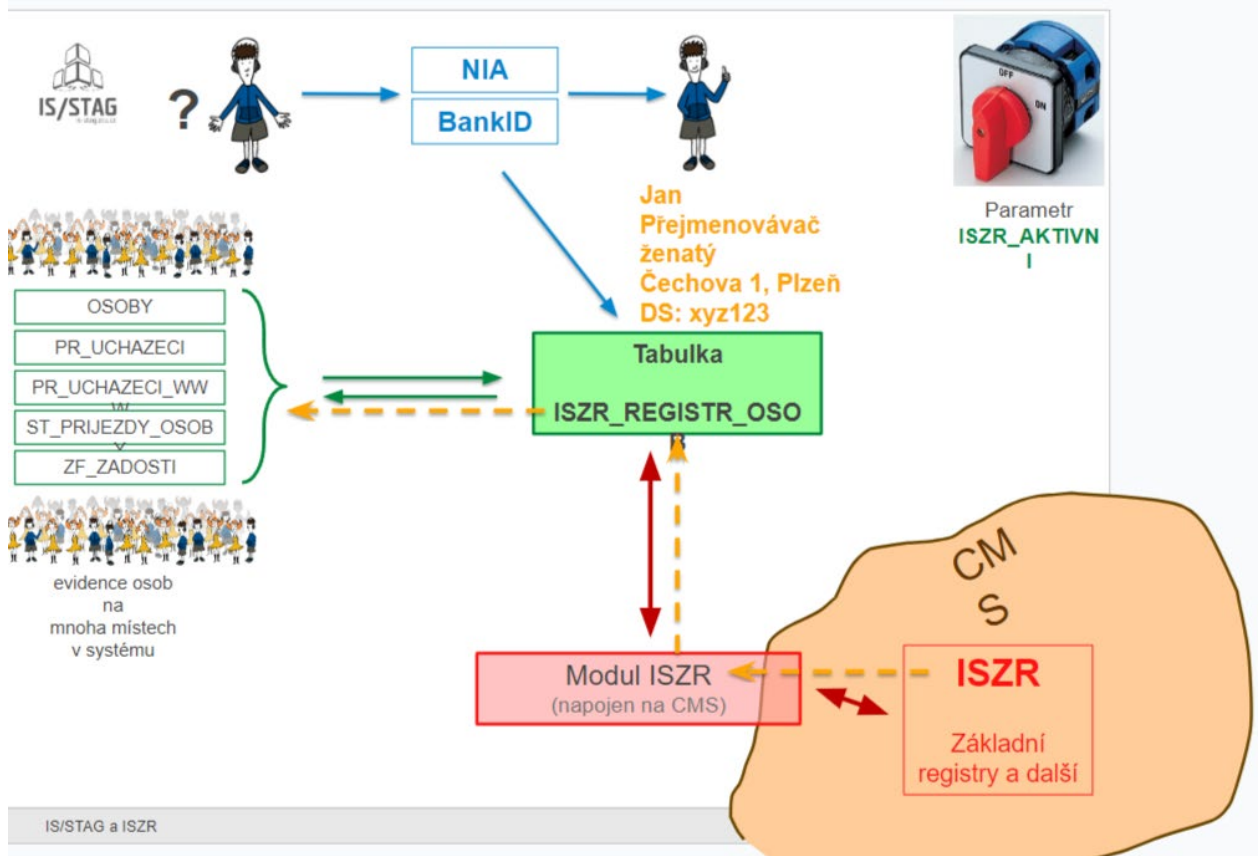 IS/STAG
?
NIA
BankID
OFF
ON
Parametr
ISZR_AKTIVN
I
Jan
Přejmenovávač
ženatý
Čechova 1, Plzeň
DS: xyz123
OSOBY
PR_UCHAZECI
PR_UCHAZECI_WW
W
ST_PRIJEZDY_OSOB
Y
ZF_ZADOSTI
evidence osob
na
mnoha místech
v systému
Tabulka
ISZR_REGISTR_OSO
B
Modul ISZR
(napojen na CMS)
CM
S
ISZR
Základní
registry a další
IS/STAG a ISZR